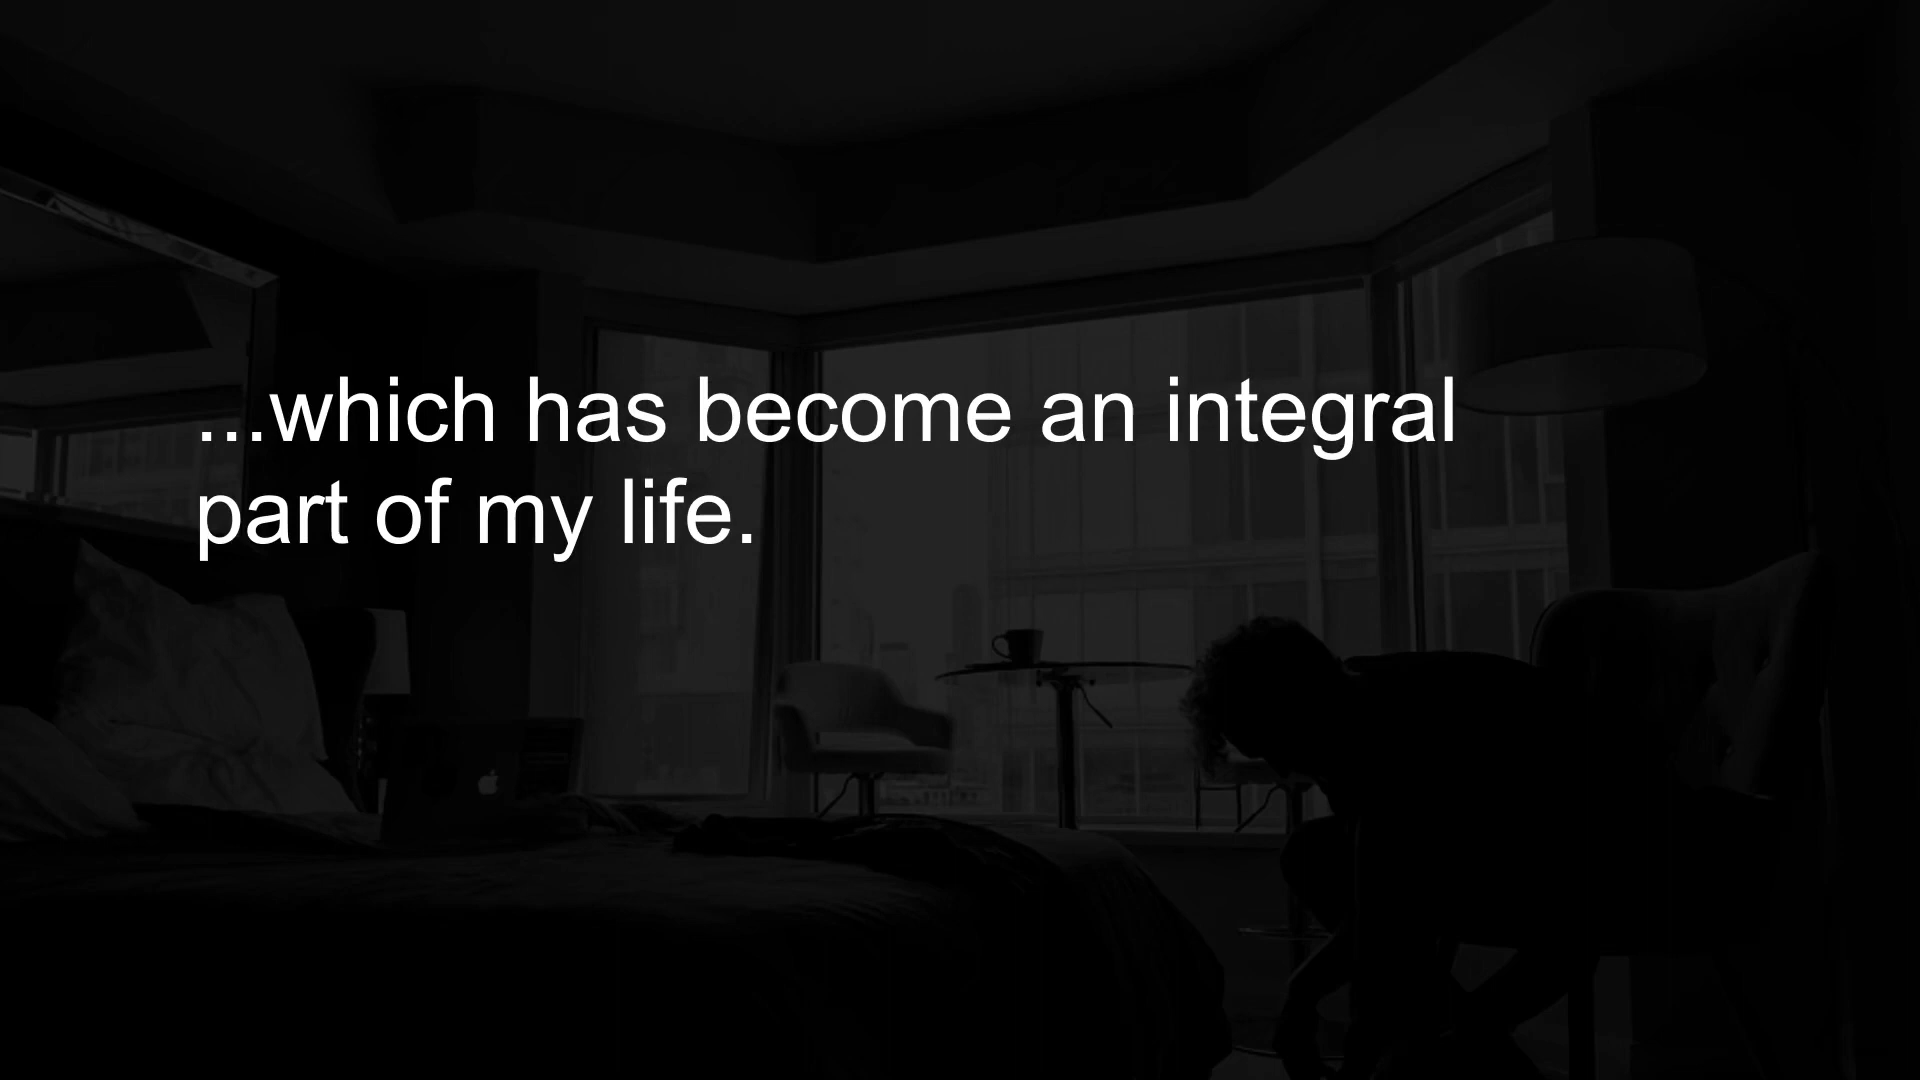 ...which has become an integral
part of my life.